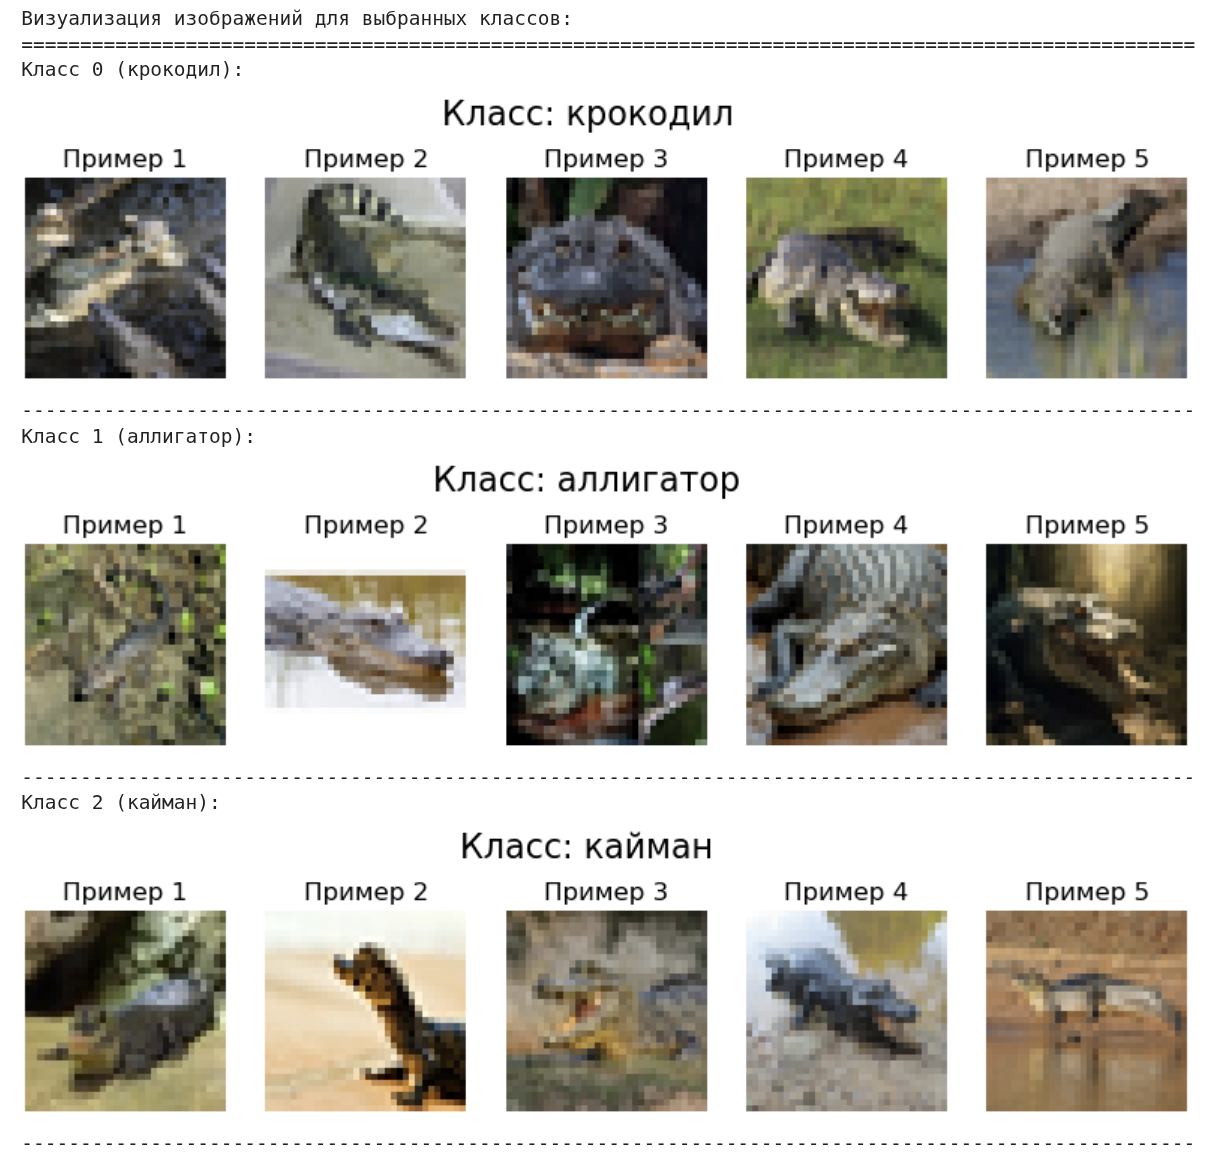 Визуализация изображений для выбранных классов:
====================================================================================================
Класс 0 (крокодил):
Класс: крокодил
Пример 1 Пример 2 Пример 3 Пример 4 Пример 5
----------------------------------------------------------------------------------------------------
Класс 1 (аллигатор):
Класс: аллигатор
Пример 1 Пример 2 Пример 3 Пример 4 Пример 5
----------------------------------------------------------------------------------------------------
Класс 2 (кайман):
Класс: кайман
Пример 1 Пример 2 Пример 3 Пример 4 Пример 5
----------------------------------------------------------------------------------------------------